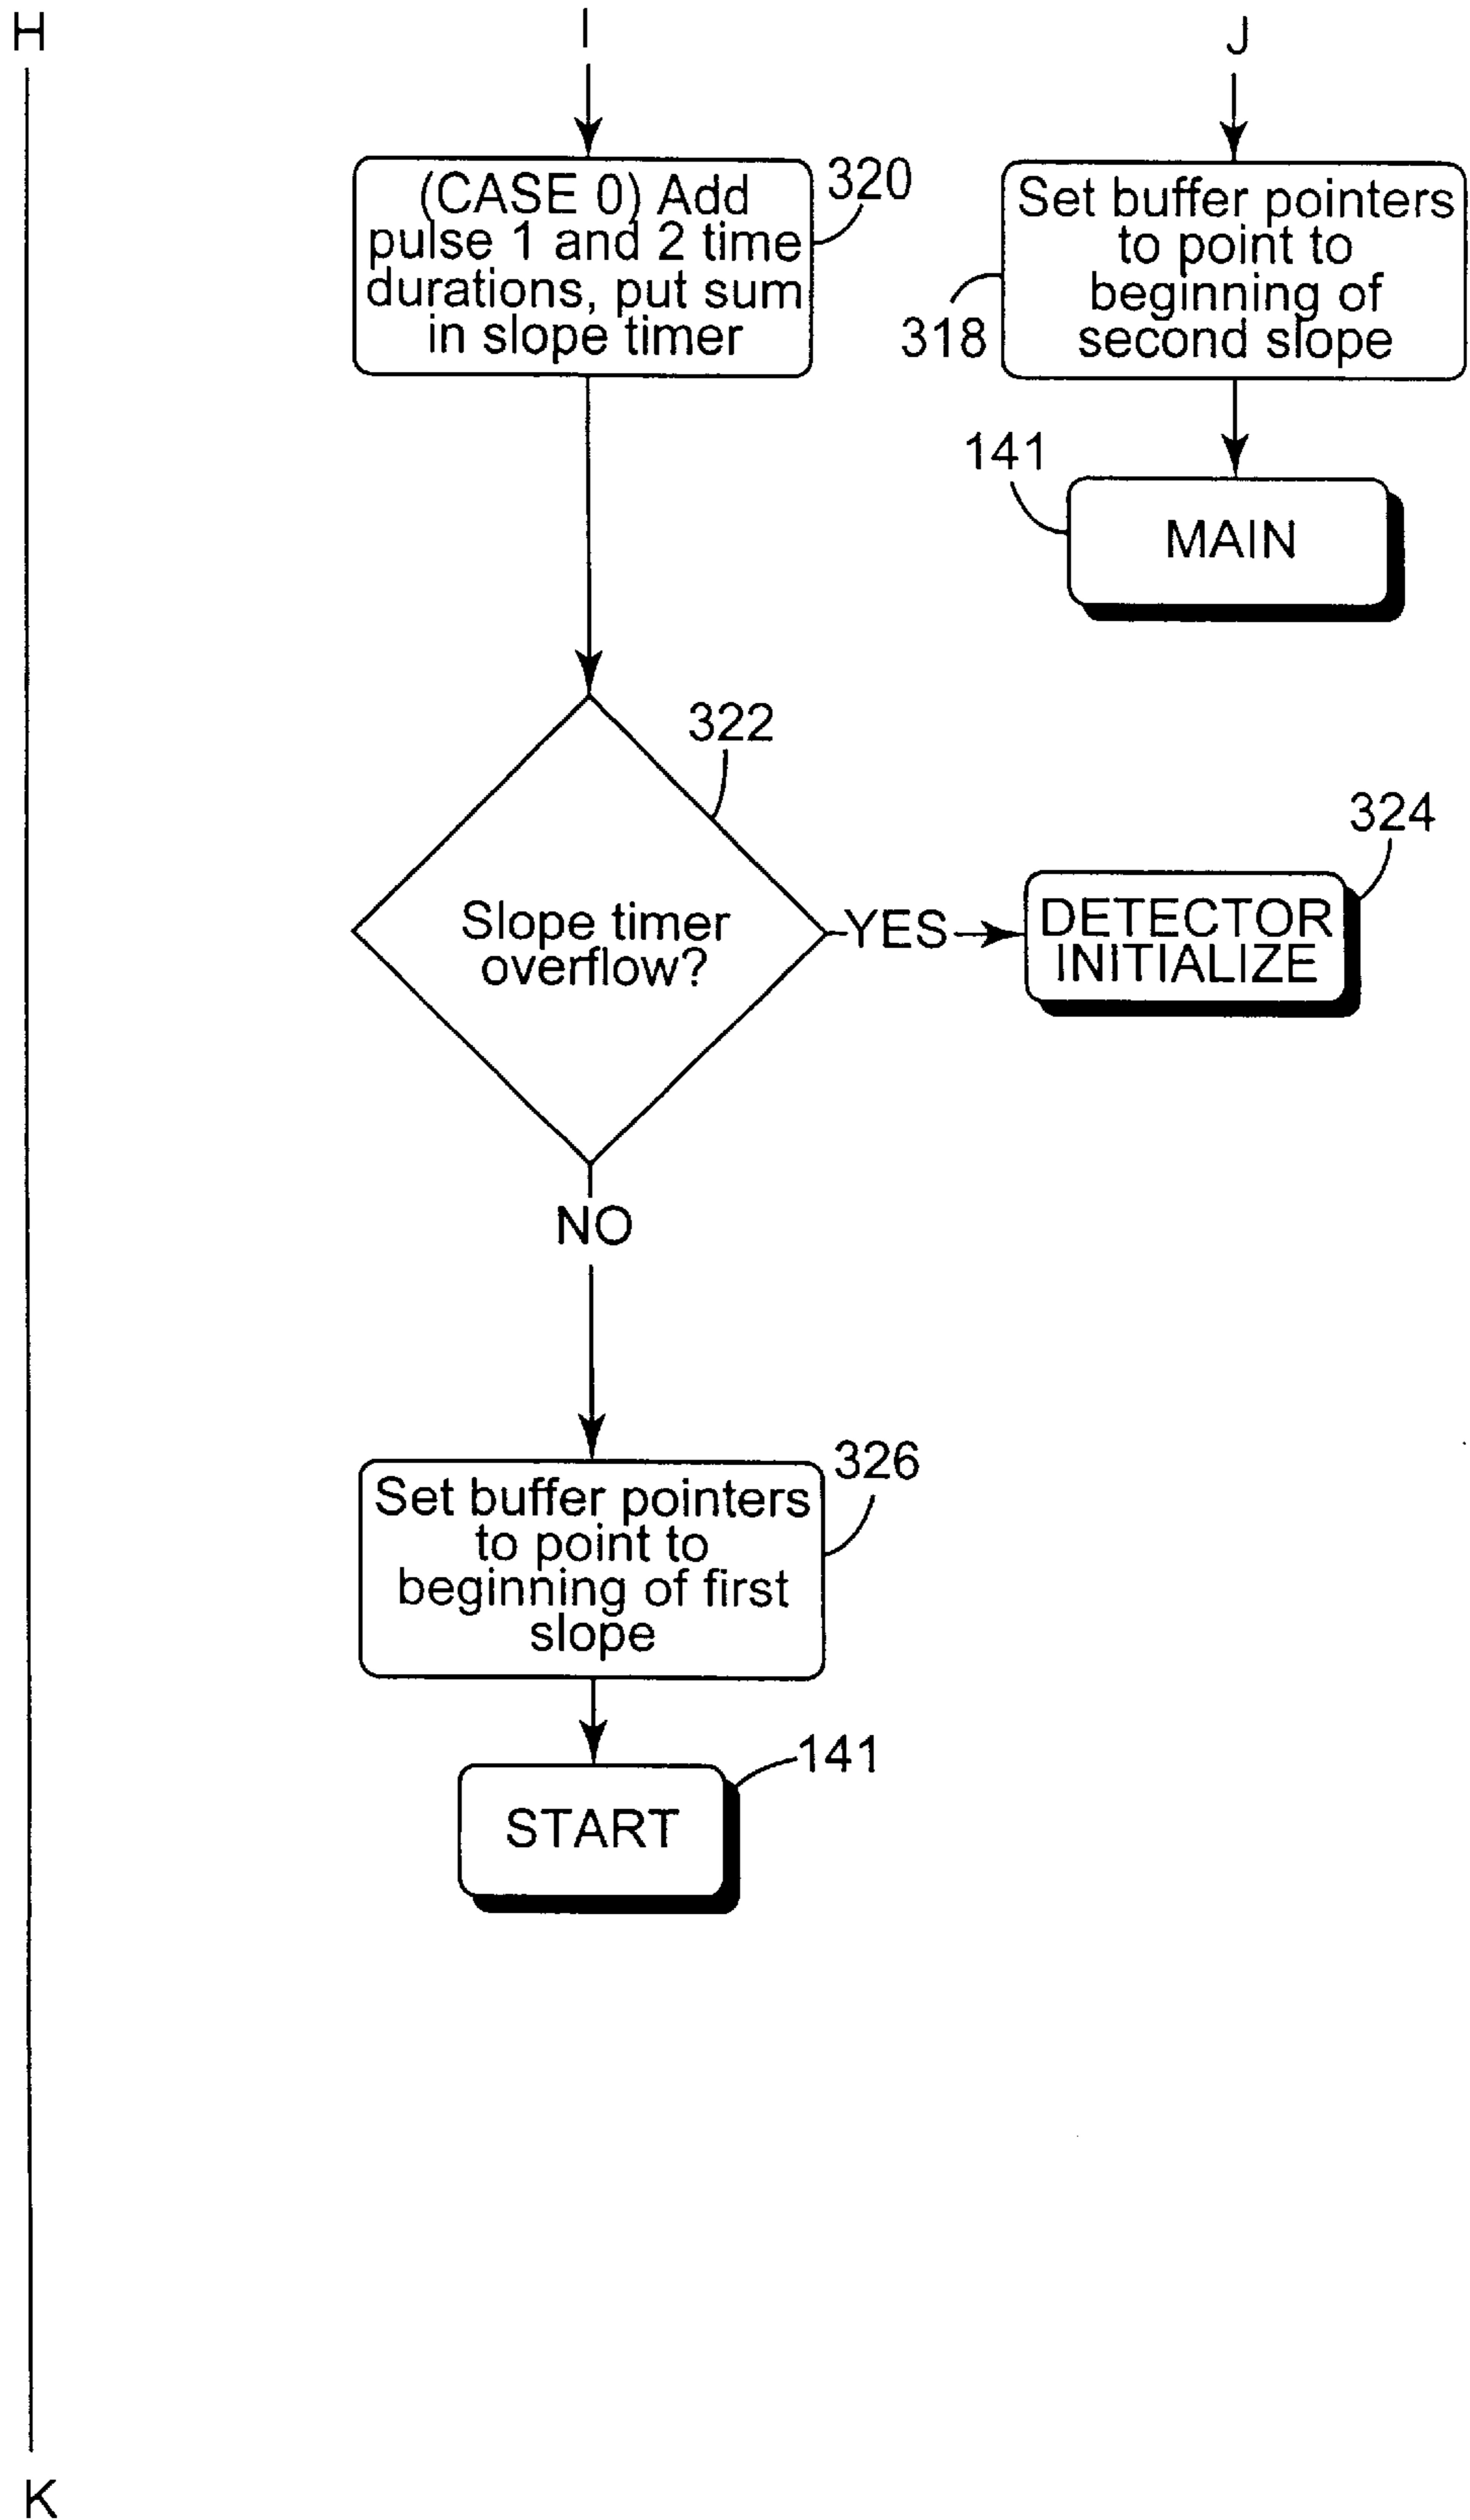 H
I
J
(CASE 0) Add
pulse 1 and 2 time
durations, put sum
in slope timer
320
Set buffer pointers
to point to
beginning of
second slope
318
141
MAIN
322
Slope timer
overflow?
YES
324
DETECTOR
INITIALIZE
NO
326
Set buffer pointers
to point to
beginning of first
slope
141
START
K